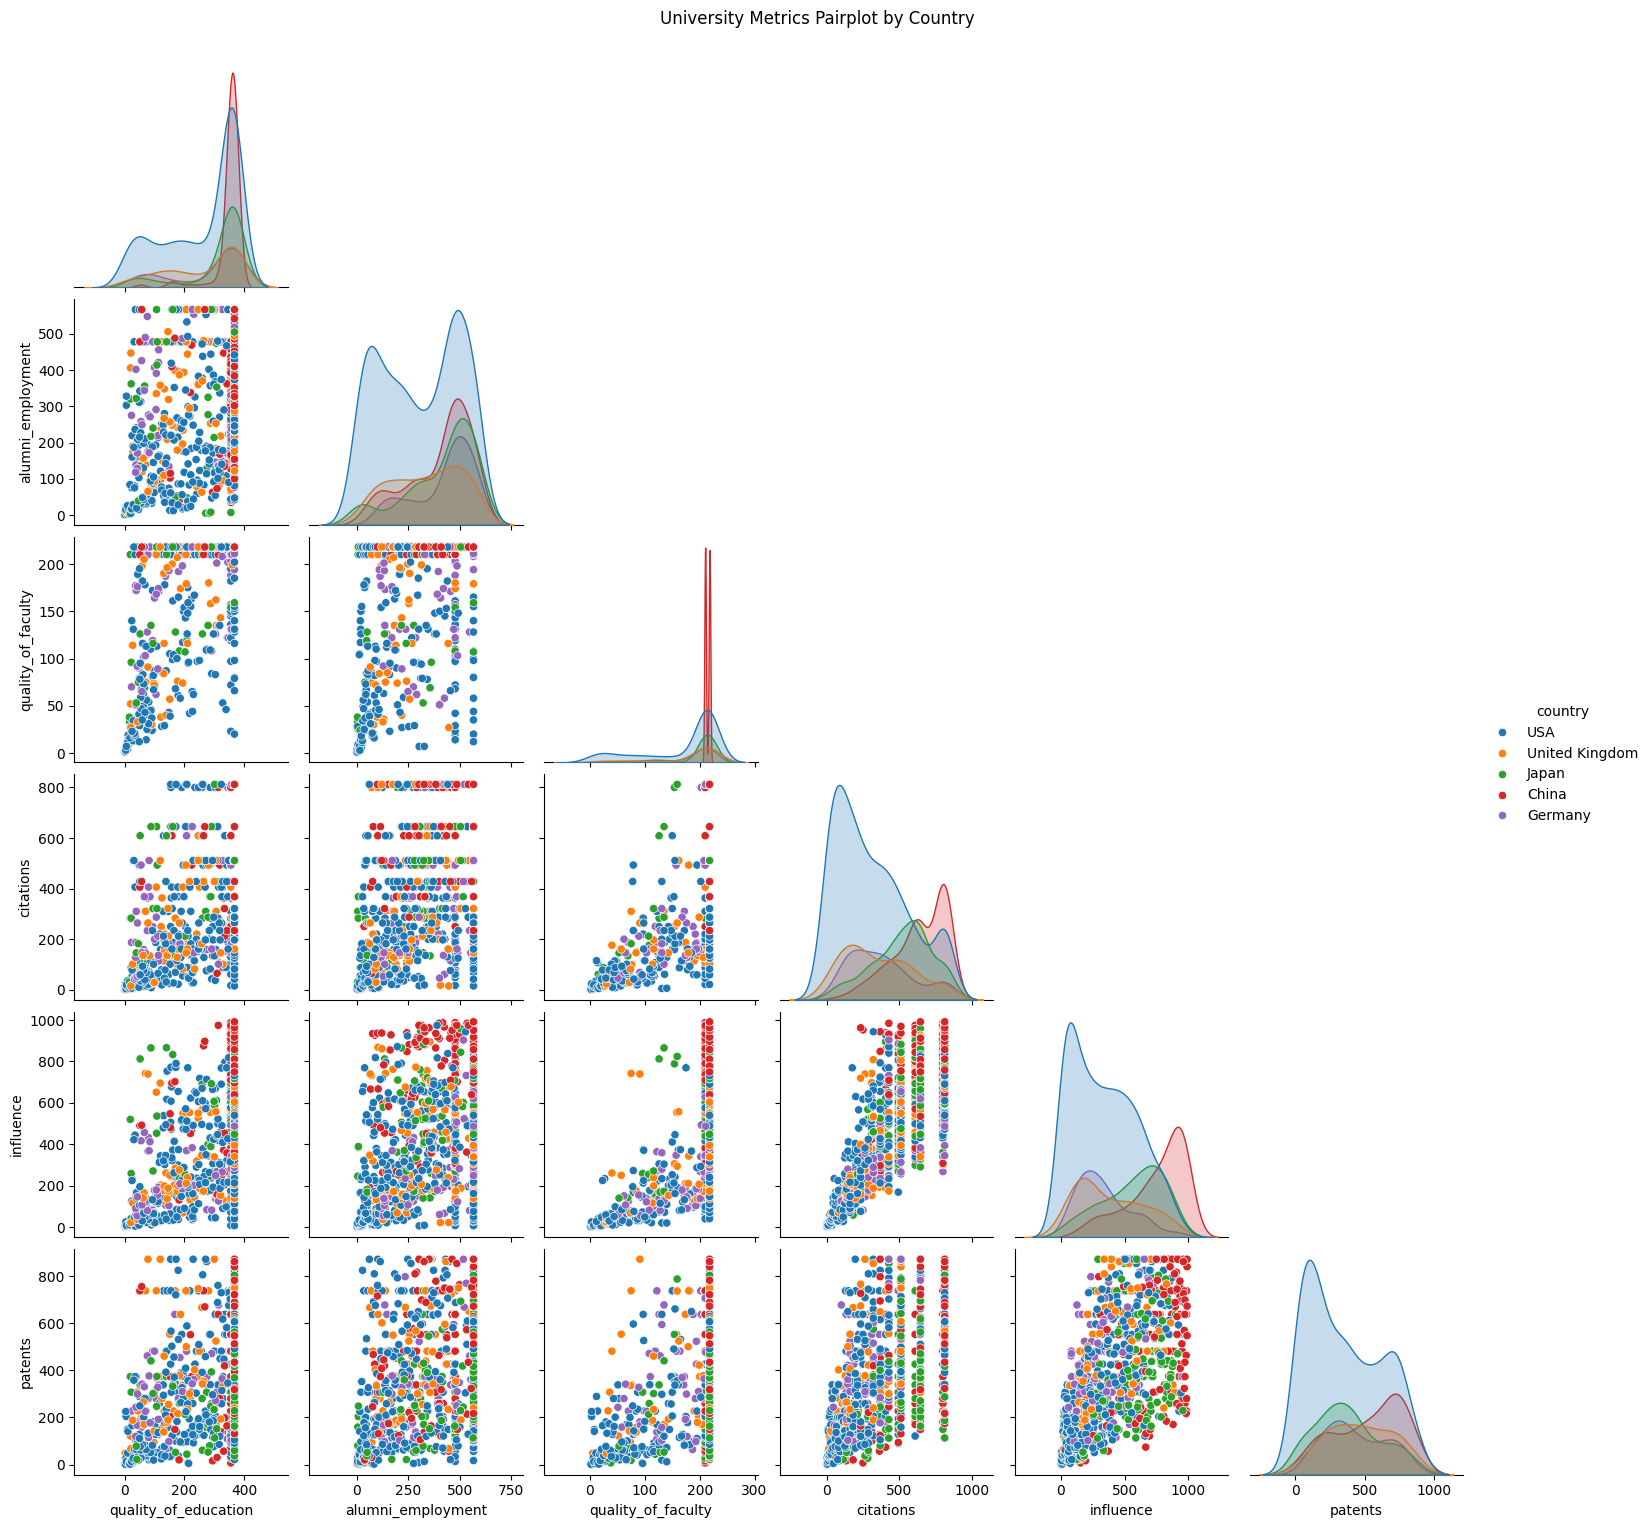 University Metrics Pairplot by Country
alumni_employment
500
400
300
200
100
0
quality_of_faculty
200
150
100
50
0
citations
800
600
400
200
0
influence
1000
800
600
400
200
0
patents
800
600
400
200
0
0 200 400
quality_of_education
0 250 500 750
alumni_employment
0 100 200 300
quality_of_faculty
0 500 1000
citations
0 500 1000
influence
0 500 1000
patents
country
USA
United Kingdom
Japan
China
Germany